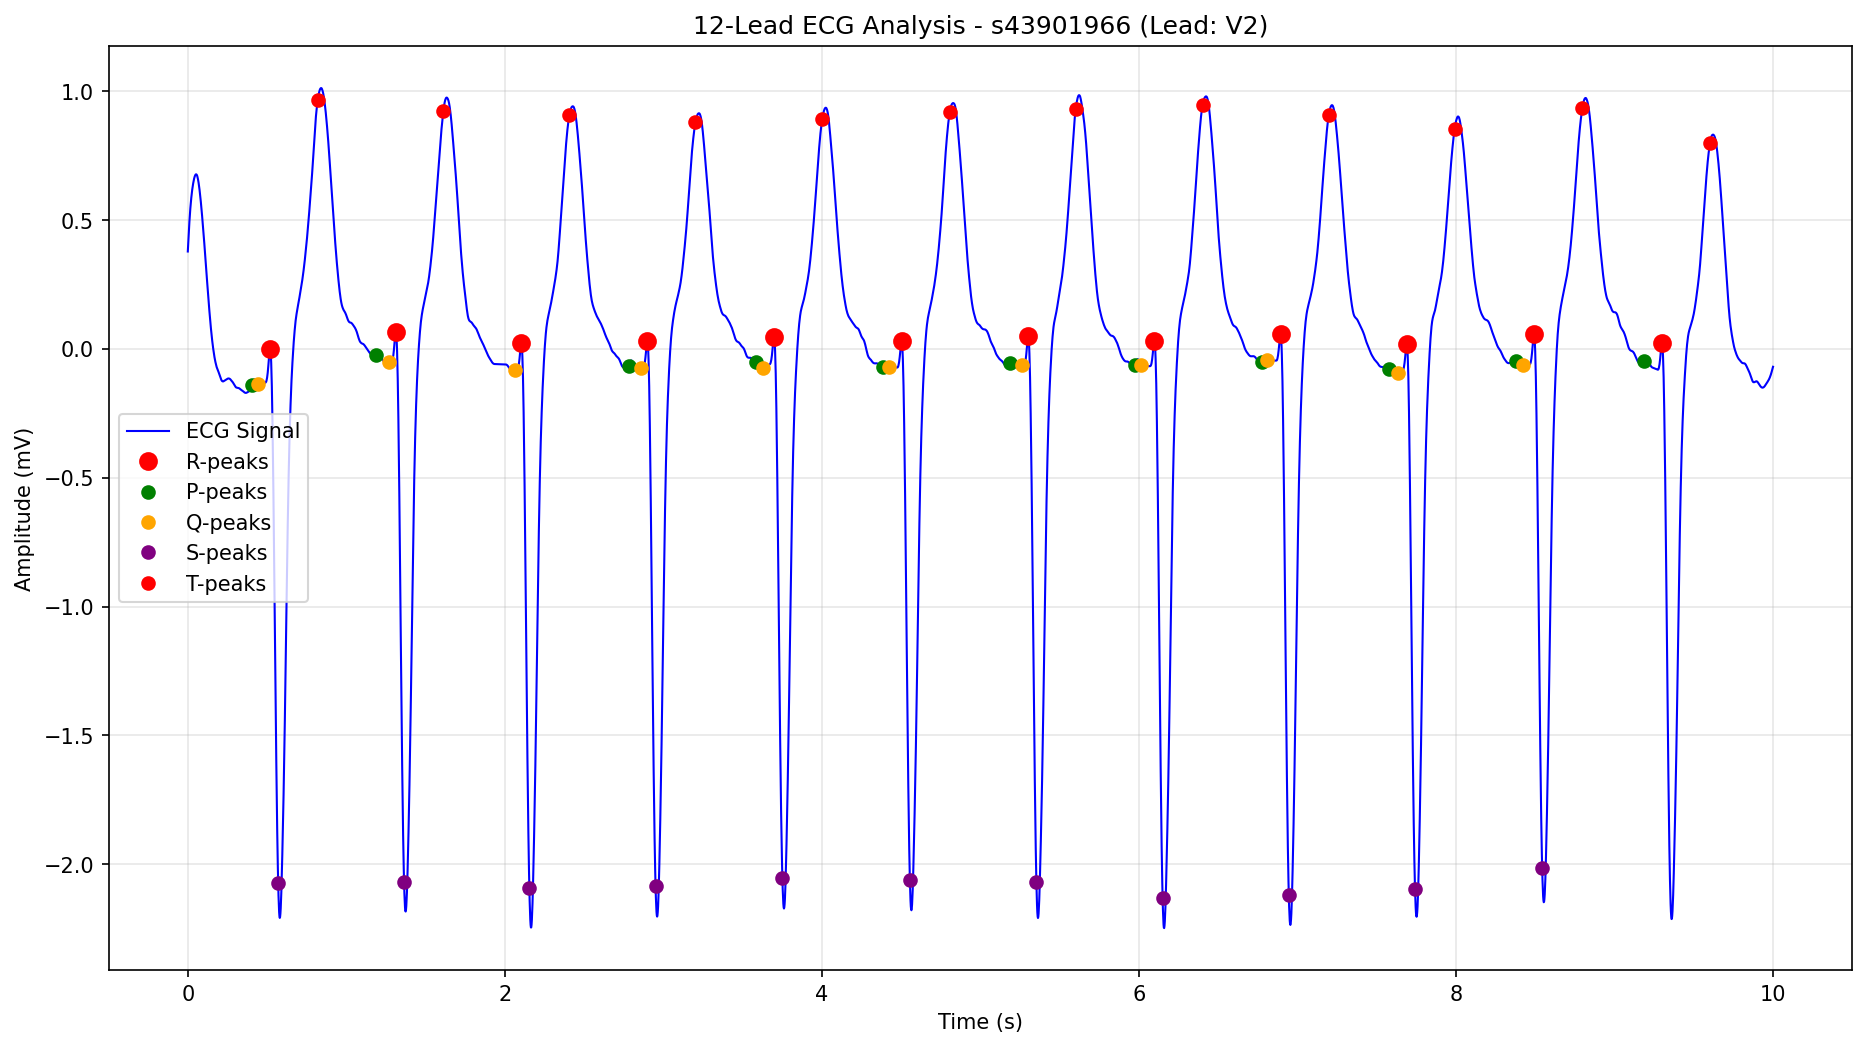 12-Lead ECG Analysis - s43901966 (Lead: V2)
Amplitude (mV)
1.0
0.5
0.0
−0.5
−1.0
−1.5
−2.0
ECG Signal
R-peaks
P-peaks
Q-peaks
S-peaks
T-peaks
0 2 4 6 8 10
Time (s)